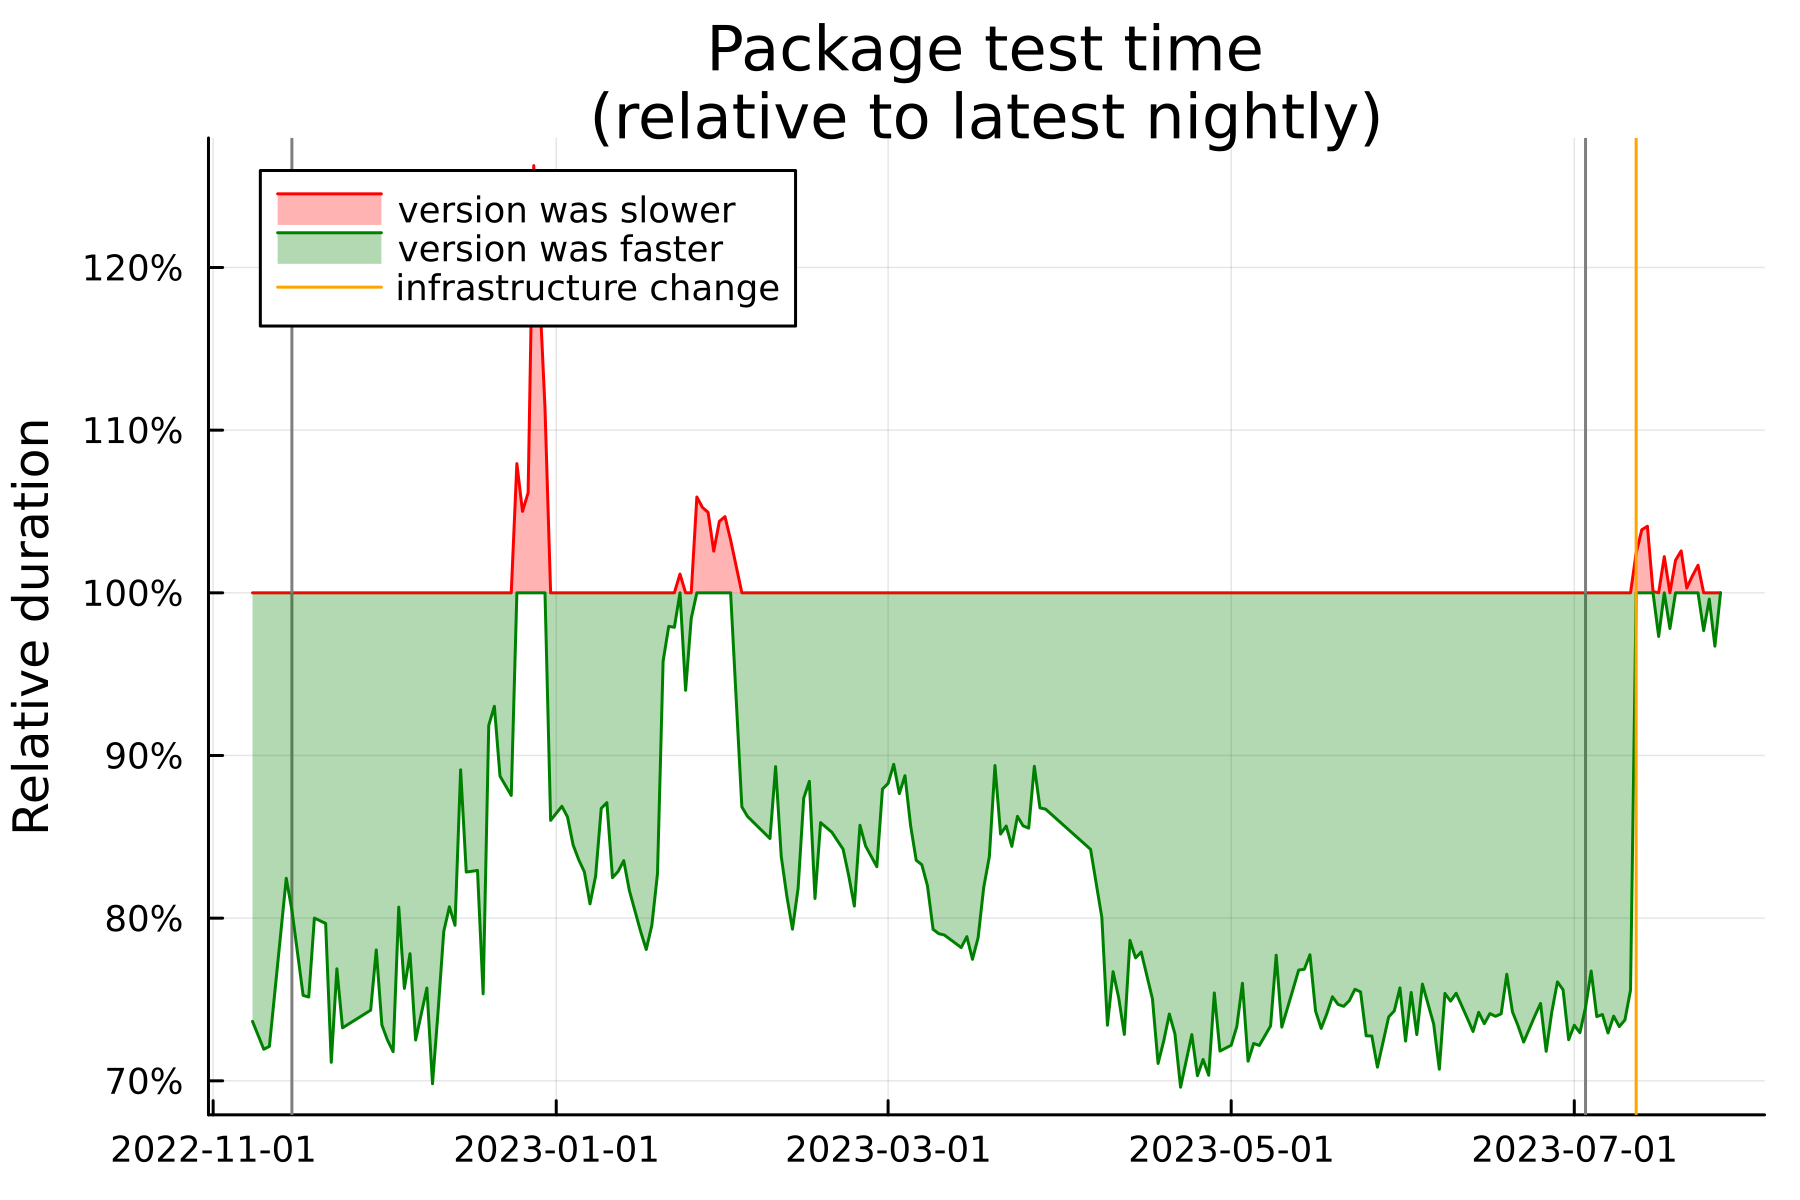 Package test time
(relative to latest nightly)
version was slower
version was faster
infrastructure change
Relative duration
120%
110%
100%
90%
80%
70%
2022-11-01
2023-01-01
2023-03-01
2023-05-01
2023-07-01